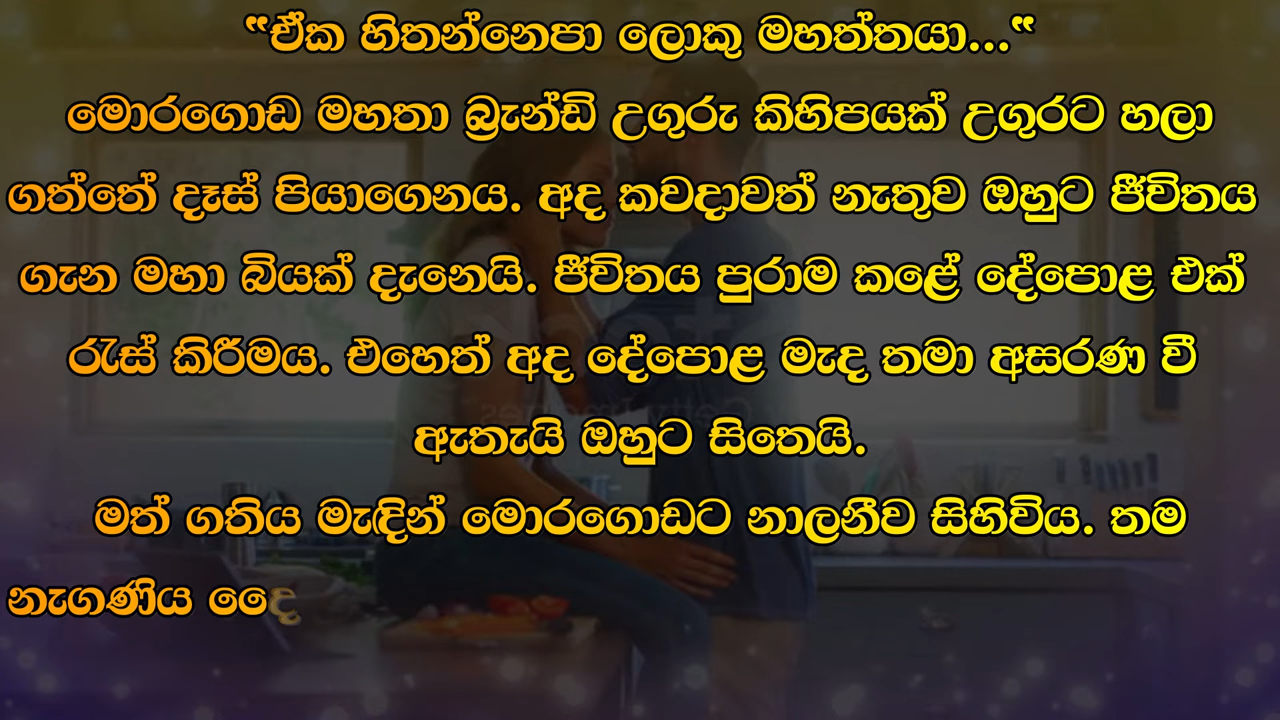 “ඒක හිතන්නෙපා ලොකු මහත්තයා...“
මොරගොඩ මහතා බ්‍රැන්ඩි උගුරු කිහිපයක් උගුරට හලා
ගත්තේ දෑස් පියාගෙනය. අද කවදාවත් නැතුව ඔහුට ජීවිතය
ගැන මහා බියක් දැනෙයි. ජීවිතය පුරාම කළේ දේපොළ එක්
රැස් කිරීමය. එහෙත් අද දේපොළ මැද තමා අසරණ වී
ඇතැයි ඔහුට සිතෙයි.
මත් ගතිය මැඳින් මොරගොඩට නාලනීව සිහිවිය. තම
නැගණිය දෛ